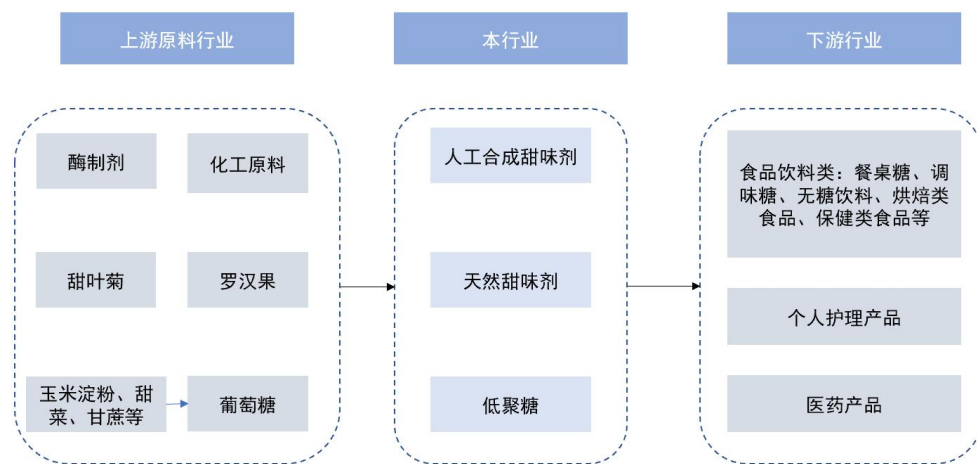 上游原料行业
本行业
下游行业
酶制剂
化工原料
甜叶菊
罗汉果
玉米淀粉、甜
菜、甘蔗等
葡萄糖
人工合成甜味剂
天然甜味剂
低聚糖
食品饮料类：餐桌糖、调
味糖、无糖饮料、烘焙类
食品、保健类食品等
个人护理产品
医药产品